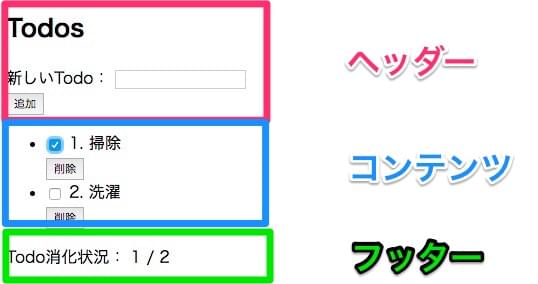 Todos
ヘッダー
新しいTodo：
追加
1. 掃除
削除
コンテンツ
2. 洗濯
削除
Todo消化状況： 1 / 2
フッター